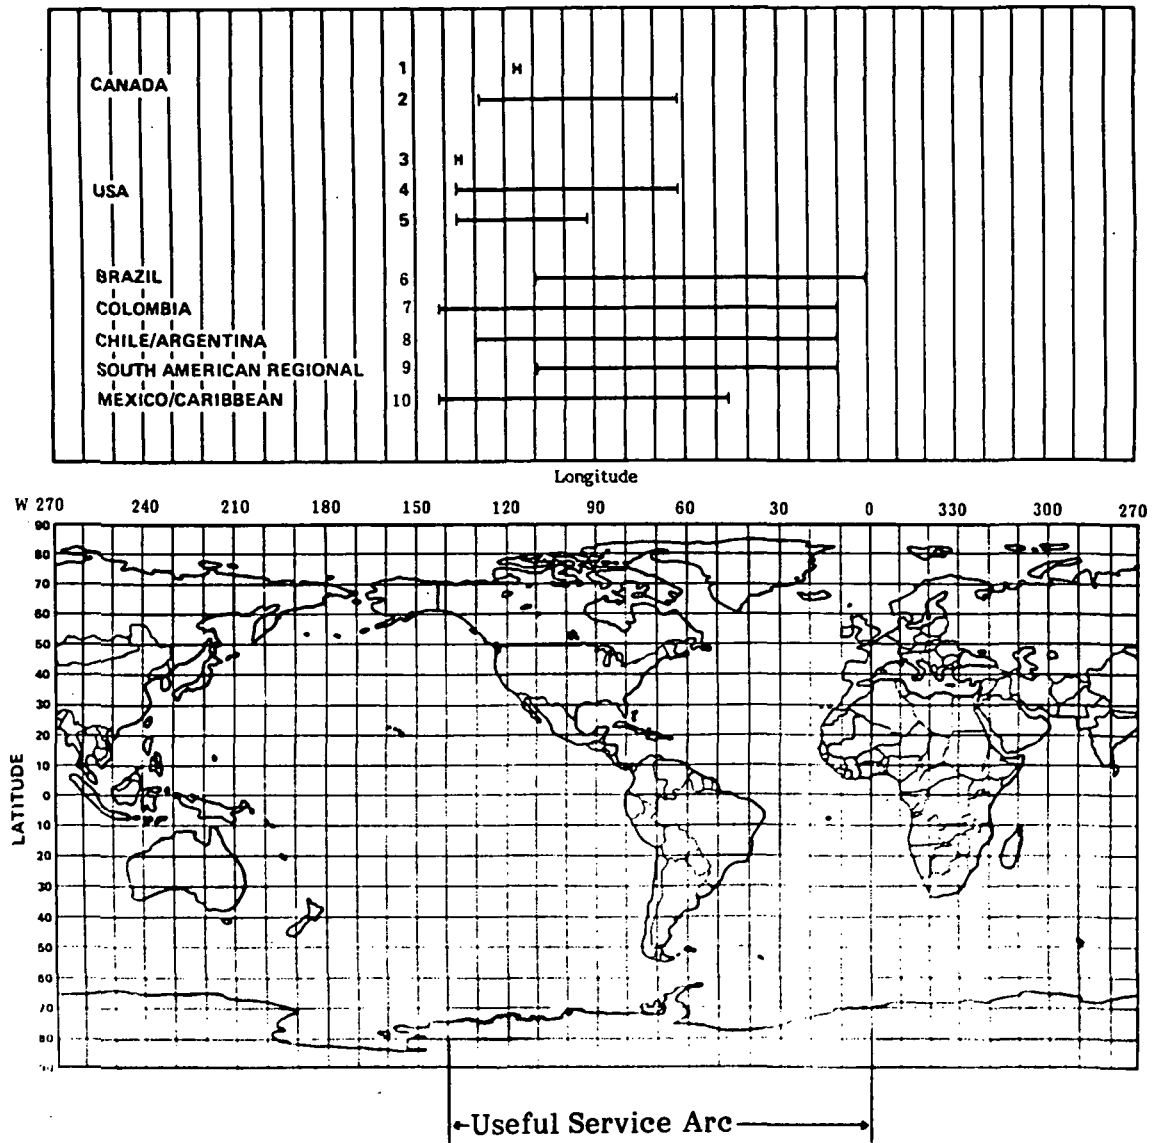 CANADA
1 H
2
3 H
USA
4
5
BRAZIL 6
COLOMBIA 7
CHILE/ARGENTINA 8
SOUTH AMERICAN REGIONAL 9
MEXICO/CARIBBEAN 10
Longitude
W 270 240 210 180 150 120 90 60 30 0 330 300 270
90
80
70
60
50
40
30
20
10
0
10
20
30
40
50
60
70
80
LATITUDE
Useful Service Arc